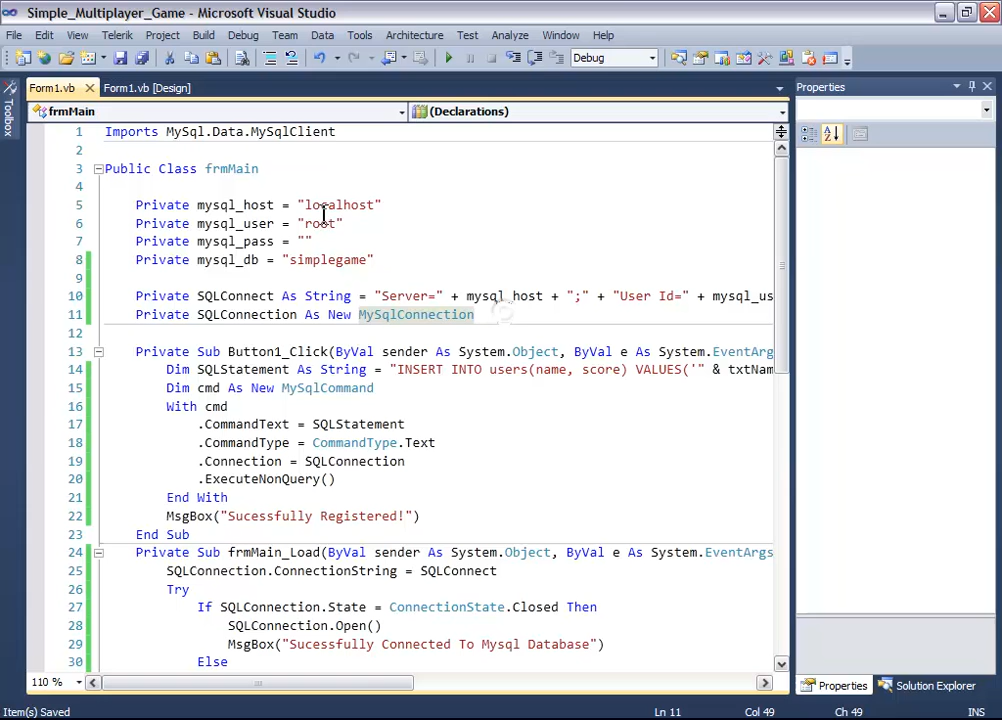 Simple_Multiplayer_Game - Microsoft Visual Studio
File Edit View Telerik Project Build Debug Team Data Tools Architecture Test Analyze Window Help
Debug
Toolbox
Form1.vb Form1.vb [Design]
frmMain (Declarations)
1 Imports MySql.Data.MySqlClient
2
3 Public Class frmMain
4
5 Private mysql_host = "localhost"
6 Private mysql_user = "root"
7 Private mysql_pass = ""
8 Private mysql_db = "simplegame"
9
10 Private SQLConnect As String = "Server=" + mysql_host + ";" + "User Id=" + mysql_us
11 Private SQLConnection As New MySqlConnection
12
13 Private Sub Button1_Click(ByVal sender As System.Object, ByVal e As System.EventArgs
14 Dim SQLStatement As String = "INSERT INTO users(name, score) VALUES('" & txtNam
15 Dim cmd As New MySqlCommand
16 With cmd
17 .CommandText = SQLStatement
18 .CommandType = CommandType.Text
19 .Connection = SQLConnection
20 .ExecuteNonQuery()
21 End With
22 MsgBox("Sucessfully Registered!")
23 End Sub
24 Private Sub frmMain_Load(ByVal sender As System.Object, ByVal e As System.EventArgs
25 SQLConnection.ConnectionString = SQLConnect
26 Try
27 If SQLConnection.State = ConnectionState.Closed Then
28 SQLConnection.Open()
29 MsgBox("Sucessfully Connected To Mysql Database")
30 Else
110 %
Properties
Properties Solution Explorer
Item(s) Saved Ln 11 Col 49 Ch 49 INS